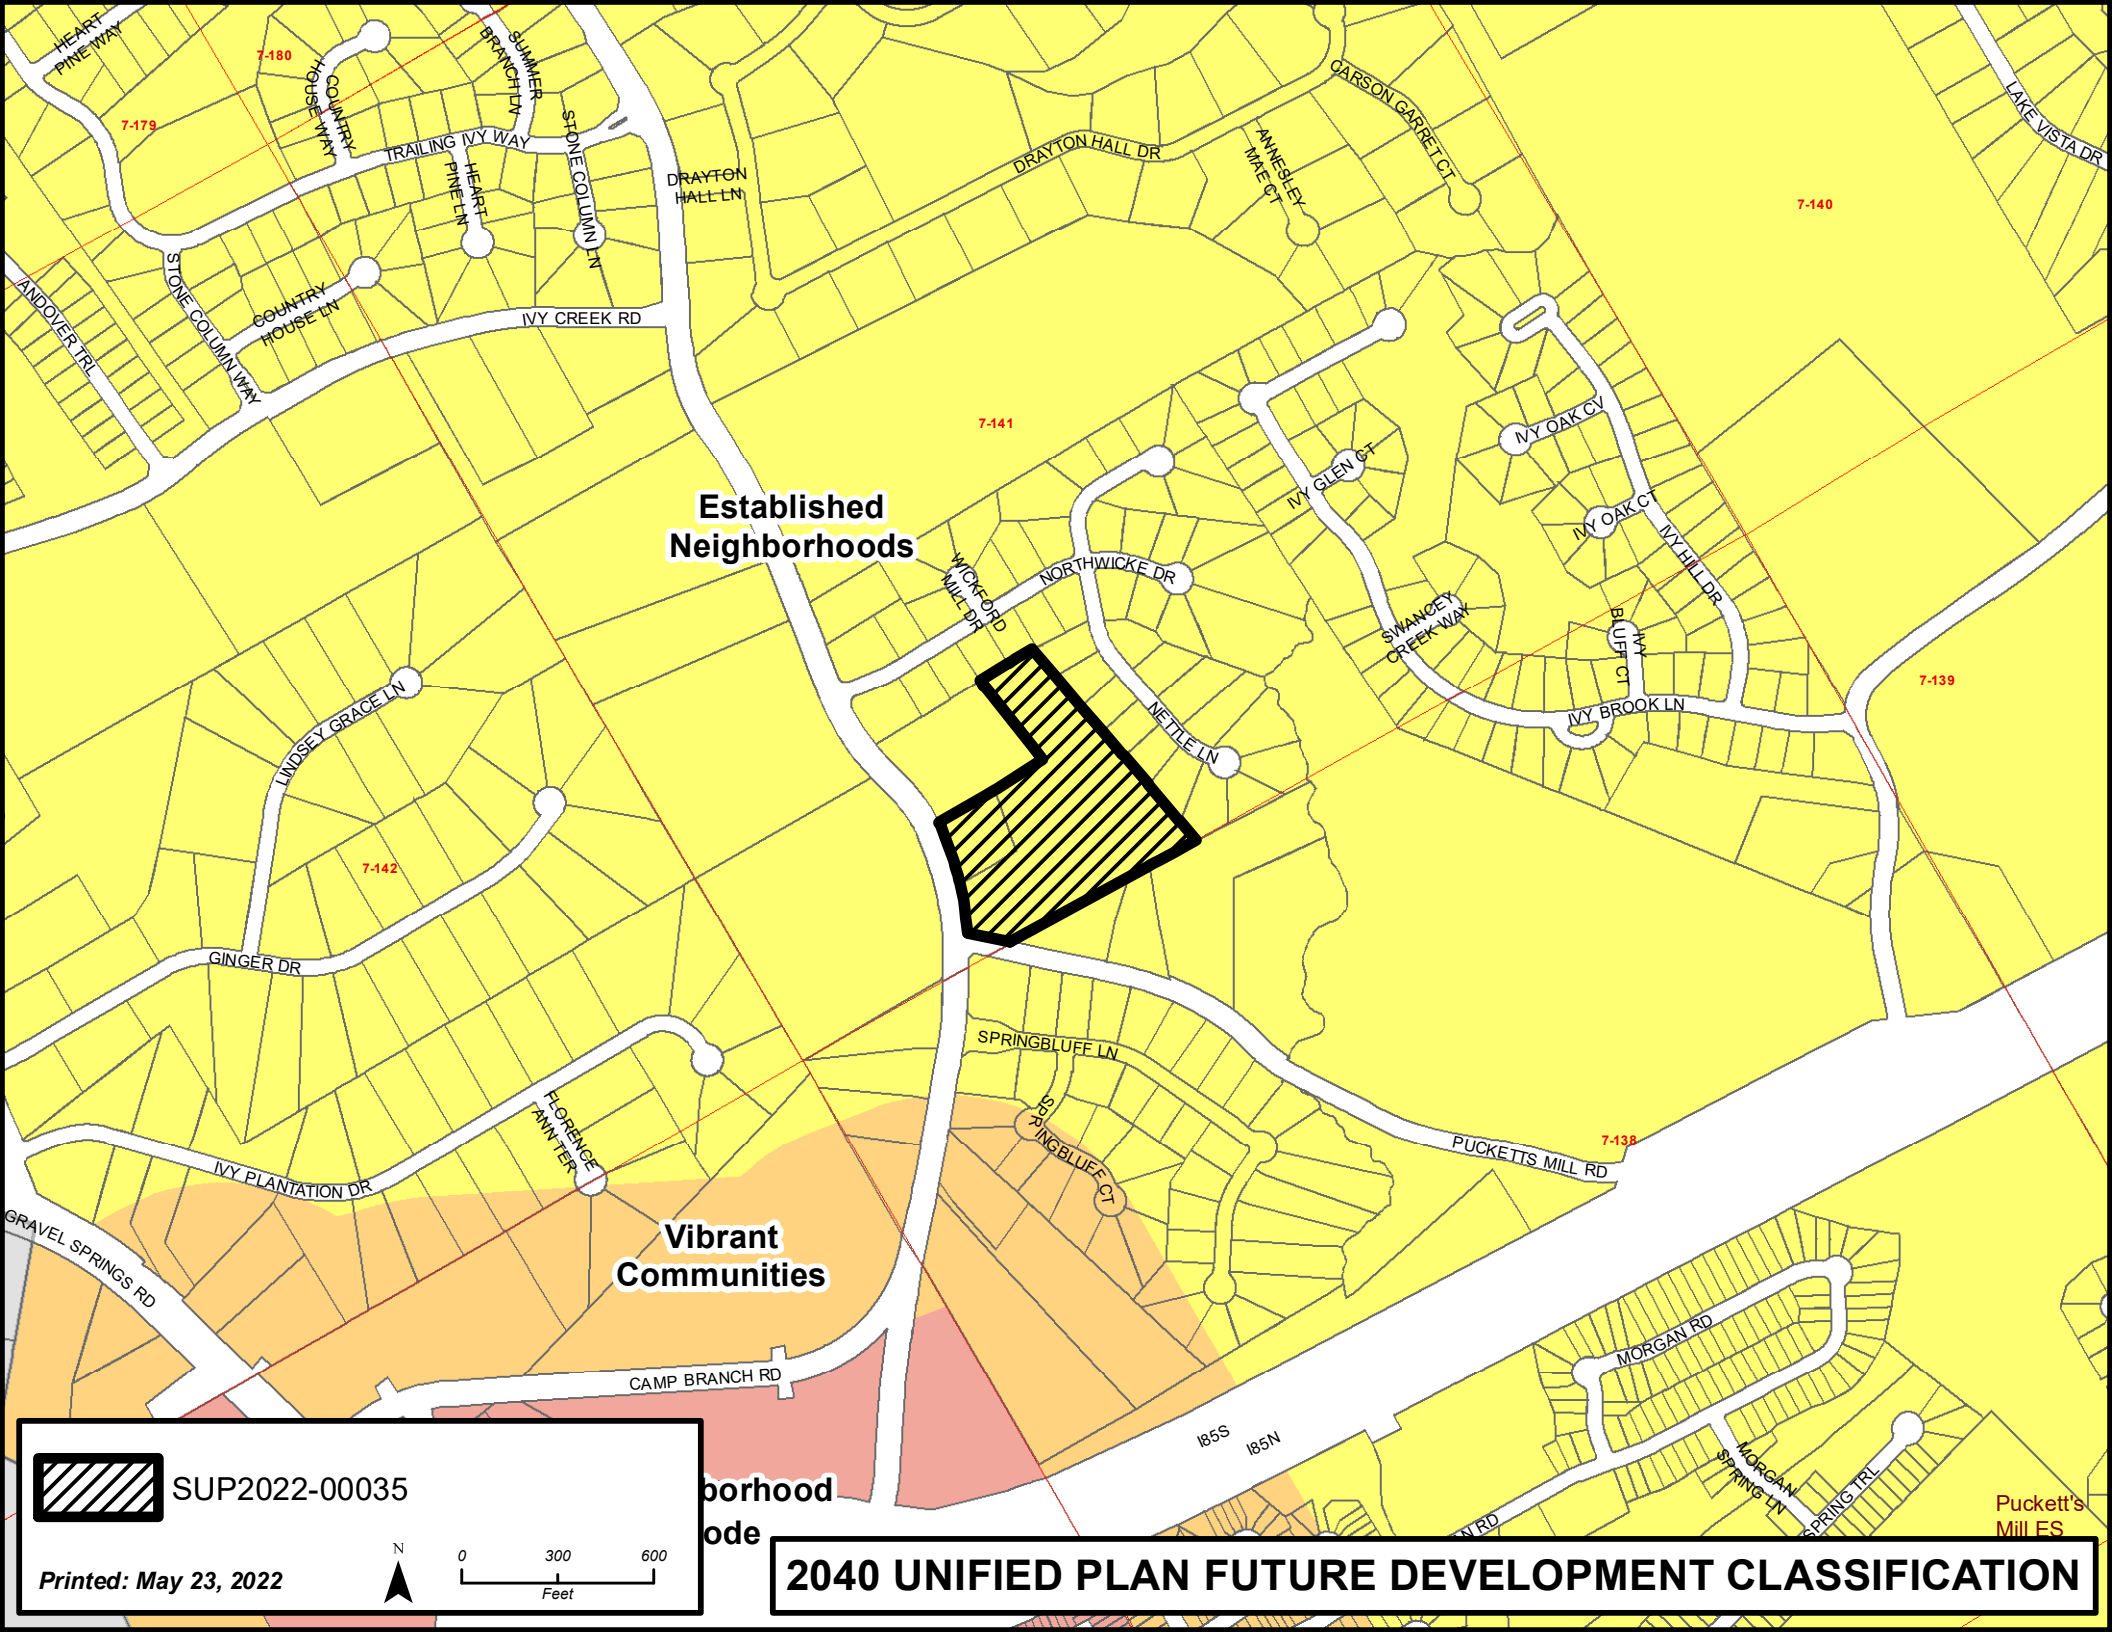 HEART
PINE WAY
7-180
COUNTRY
HOUSE WAY
SUMMER
BRANCH LN
CARSON GARRET CT
LAKE VISTA DR
7-179
TRAILING IVY WAY
STONE COLUMN LN
HEART
PINE LN
DRAYTON
HALL LN
DRAYTON HALL DR
ANNESLEY
MAE CT
7-140
STONE COLUMN WAY
ANDOVER TRL
COUNTRY
HOUSE LN
IVY CREEK RD
7-141
IVY OAK CV
IVY GLEN CT
IVY OAK CT
IVY HILL DR
Established
Neighborhoods
WICKFORD
MILL DR
NORTHWICKE DR
SWANCEY
CREEK WAY
IVY
BLUFF CT
7-139
LINDSEY GRACE LN
NETTLE LN
IVY BROOK LN
7-142
GINGER DR
SPRINGBLUFF LN
FLORENCE
ANN TER
SPRINGBLUFF CT
7-138
PUCKETTS MILL RD
IVY PLANTATION DR
GRAVEL SPRINGS RD
Vibrant
Communities
MORGAN RD
CAMP BRANCH RD
I85S
I85N
MORGAN
SPRING LN
SPRING TRL
borhood
ode
N RD
Puckett's
Mill ES
SUP2022-00035
N
0 300 600
Feet
Printed: May 23, 2022
2040 UNIFIED PLAN FUTURE DEVELOPMENT CLASSIFICATION